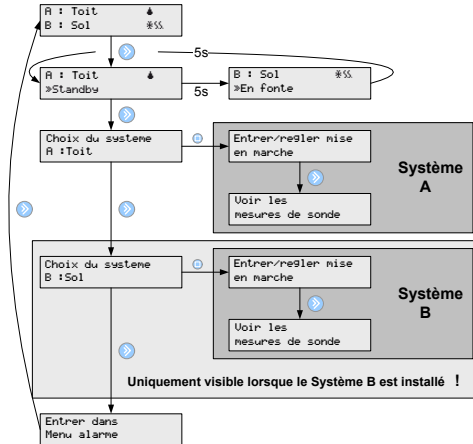 A : Toit
B : Sol
5s
A : Toit
»Standby
5s
B : Sol
»En fonte
Choix du systeme
A :Toit
Entrer/regler mise
en marche
Système
A
Voir les
mesures de sonde
Choix du systeme
B :Sol
Entrer/regler mise
en marche
Système
B
Voir les
mesures de sonde
Uniquement visible lorsque le Système B est installé !
Entrer dans
Menu alarme